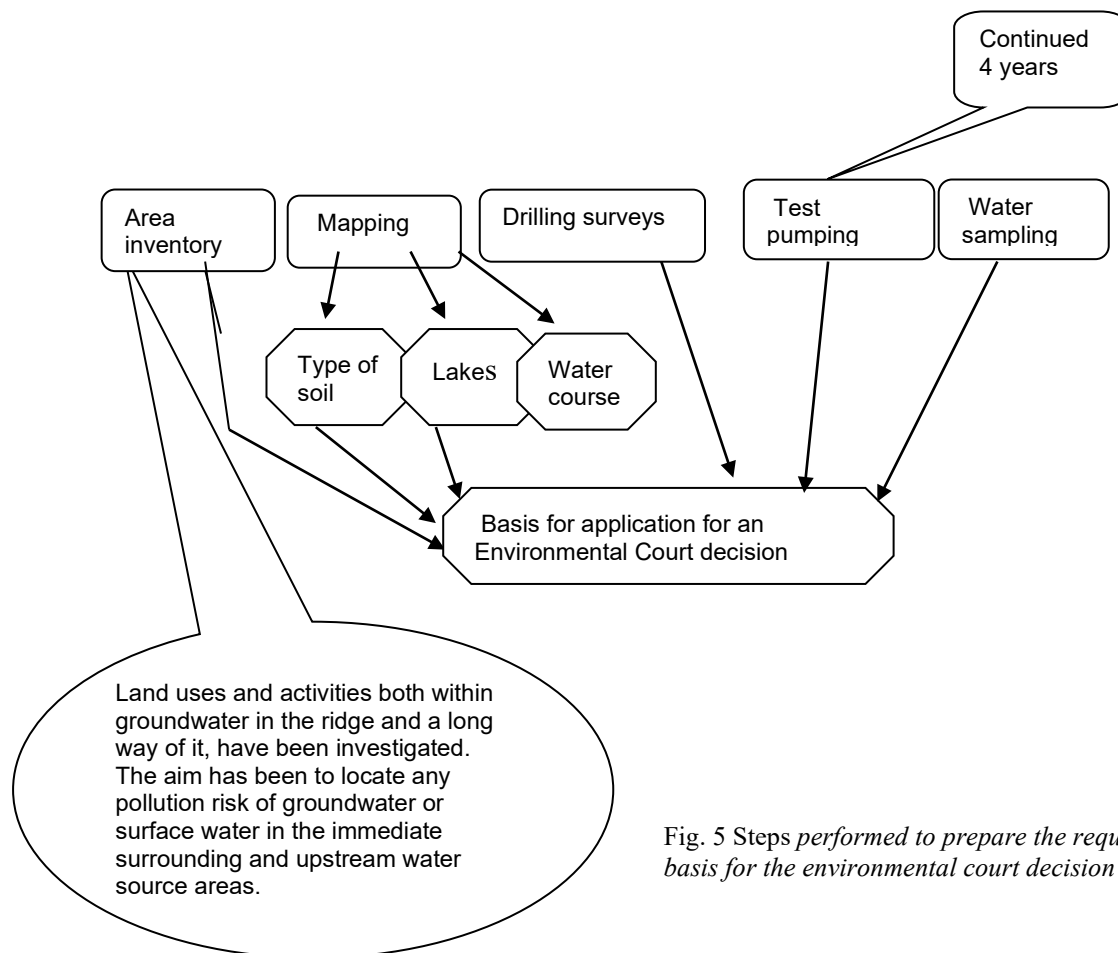 Continued
4 years
Area
inventory
Mapping
Drilling surveys
Test
pumping
Water
sampling
Type of
soil
Lakes
Water
course
Basis for application for an
Environmental Court decision
Land uses and activities both within
groundwater in the ridge and a long
way of it, have been investigated.
The aim has been to locate any
pollution risk of groundwater or
surface water in the immediate
surrounding and upstream water
source areas.
Fig. 5 Steps performed to prepare the requ
basis for the environmental court decision